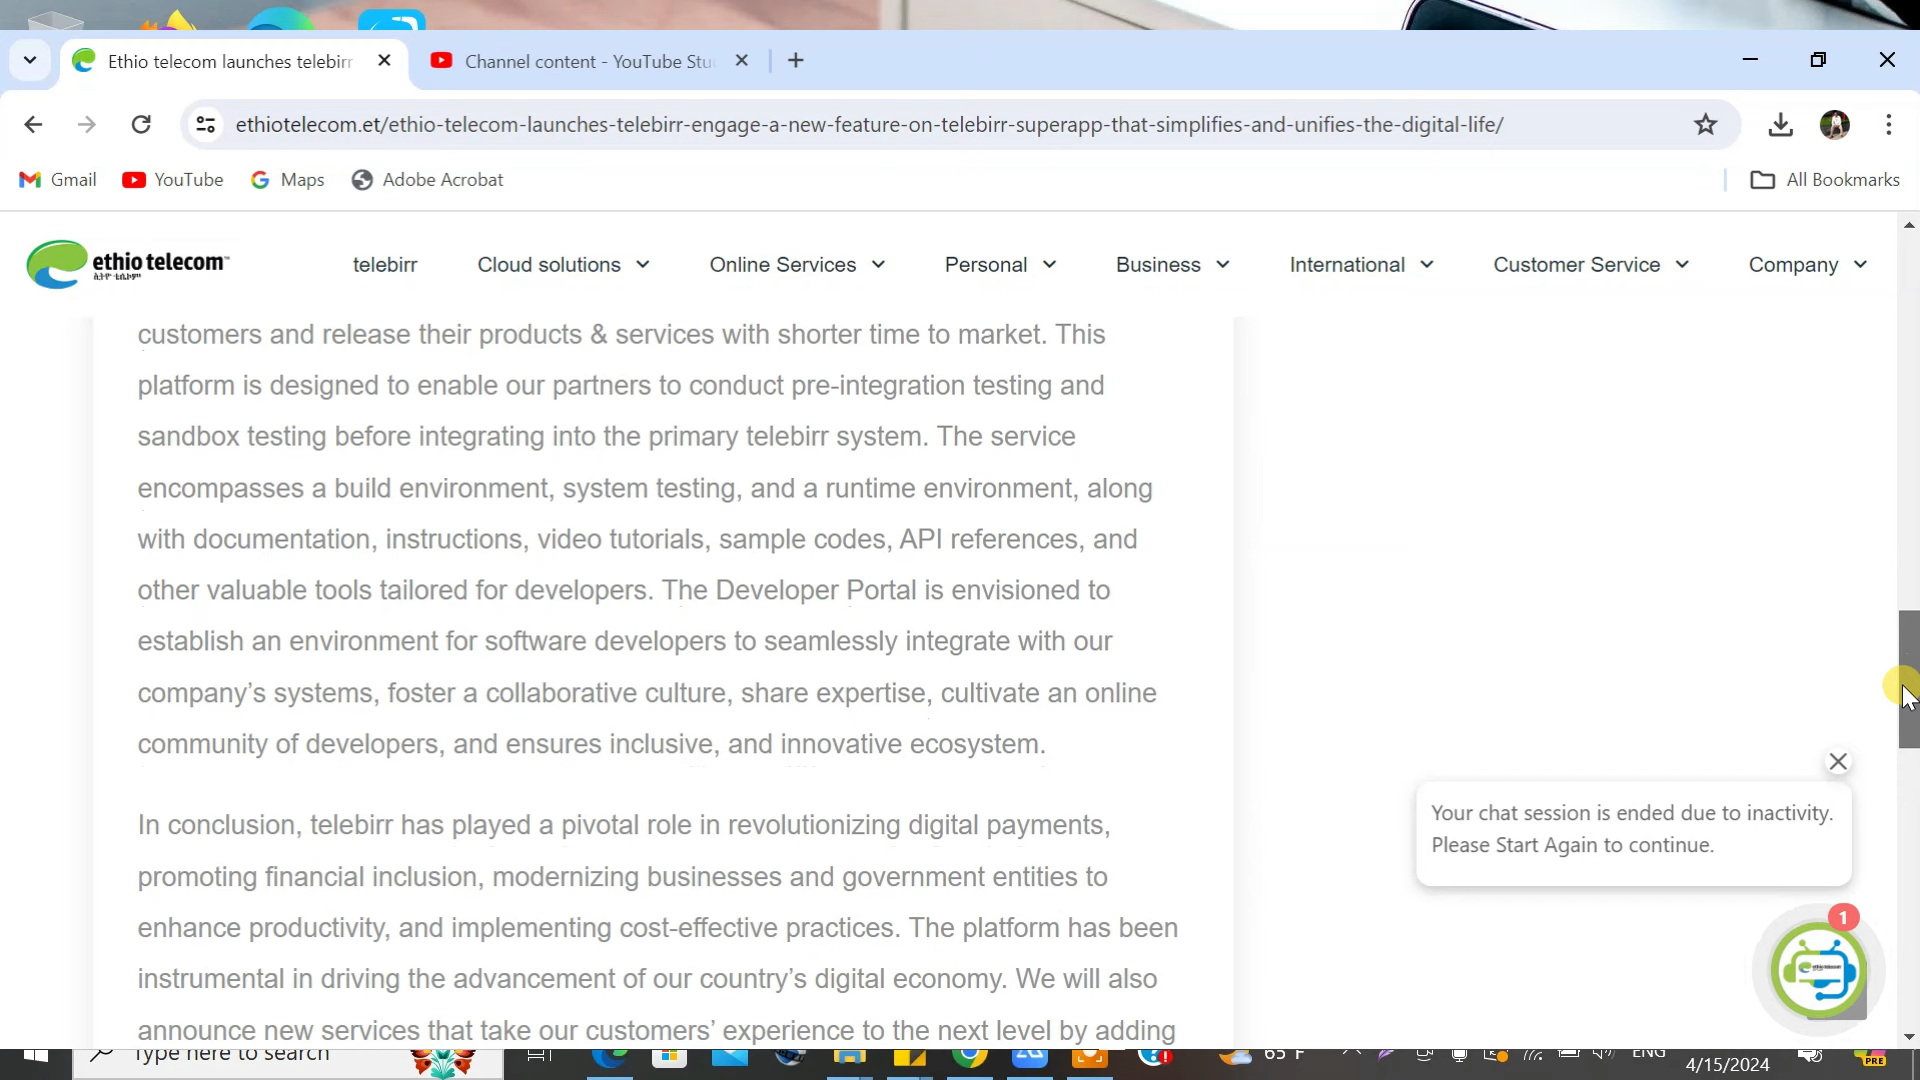 Ethio telecom launches telebirr
Channel content - YouTube Stu
ethiotelecom.et/ethio-telecom-launches-telebirr-engage-a-new-feature-on-telebirr-superapp-that-simplifies-and-unifies-the-digital-life/
Gmail
YouTube
Maps
Adobe Acrobat
All Bookmarks
ethio telecom
ኢትዮ ቴሌኮም
telebirr
Cloud solutions
Online Services
Personal
Business
International
Customer Service
Company
customers and release their products & services with shorter time to market. This
platform is designed to enable our partners to conduct pre-integration testing and
sandbox testing before integrating into the primary telebirr system. The service
encompasses a build environment, system testing, and a runtime environment, along
with documentation, instructions, video tutorials, sample codes, API references, and
other valuable tools tailored for developers. The Developer Portal is envisioned to
establish an environment for software developers to seamlessly integrate with our
company’s systems, foster a collaborative culture, share expertise, cultivate an online
community of developers, and ensures inclusive, and innovative ecosystem.
In conclusion, telebirr has played a pivotal role in revolutionizing digital payments,
promoting financial inclusion, modernizing businesses and government entities to
enhance productivity, and implementing cost-effective practices. The platform has been
instrumental in driving the advancement of our country’s digital economy. We will also
announce new services that take our customers’ experience to the next level by adding
Your chat session is ended due to inactivity.
Please Start Again to continue.
1
Type here to search
65°F
ENG
4/15/2024
PRE